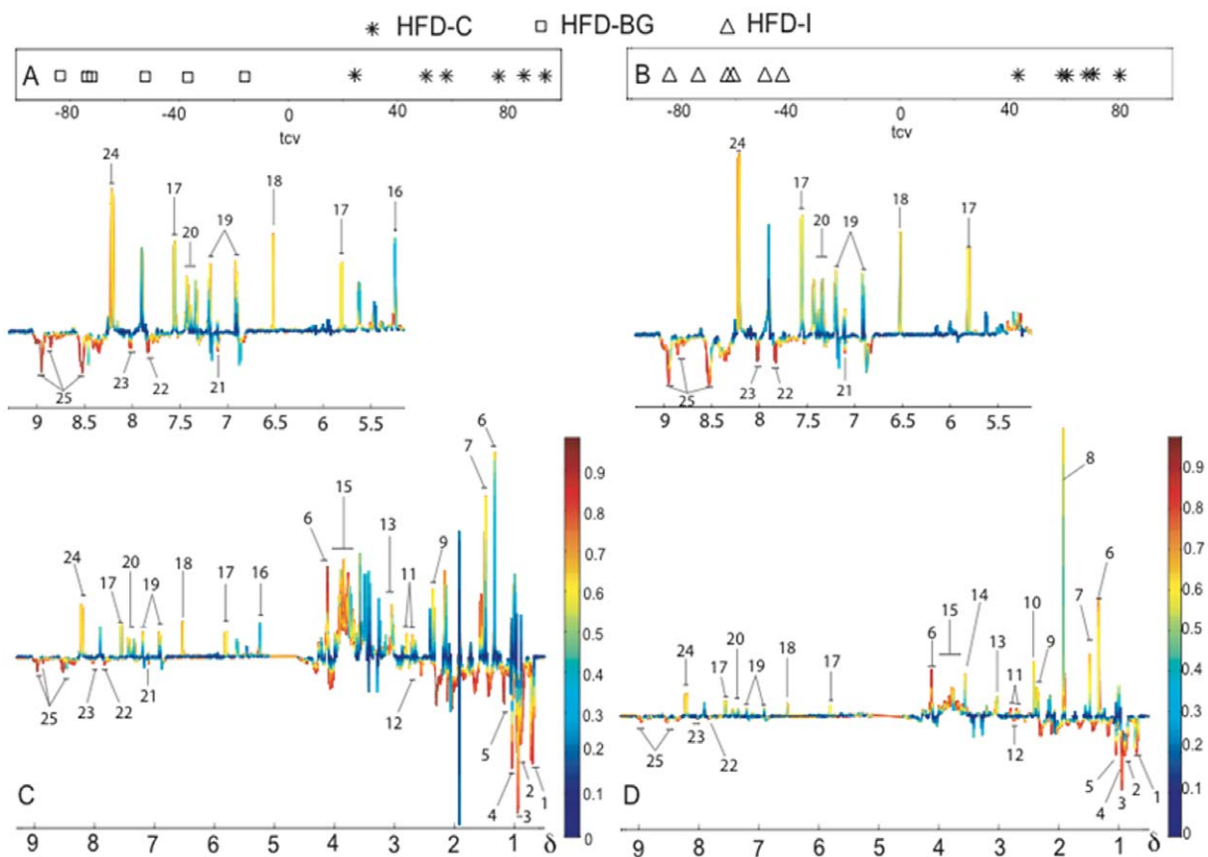 * HFD-C □ HFD-BG △ HFD-I
A
-80 -40 0 40 80
tcv
B
-80 -40 0 40 80
tcv
24 17 20 19 18 17 16
25 23 22 21
9 8.5 8 7.5 7 6.5 6 5.5
24 17 20 19 18 17
25 23 22 21
9 8.5 8 7.5 7 6.5 6 5.5
6 7 15 6 13 9 11
24 17 20 19 18 17 16
25 23 22 21 12 5 4 3 2 1
C
9 8 7 6 5 4 3 2 1 δ
0.9
0.8
0.7
0.6
0.5
0.4
0.3
0.2
0.1
0
8 6 7 10 9 14 15 6 13 11
24 17 20 19 18 17
25 23 22 12 5 4 3 2 1
D
9 8 7 6 5 4 3 2 1 δ
0.9
0.8
0.7
0.6
0.5
0.4
0.3
0.2
0.1
0